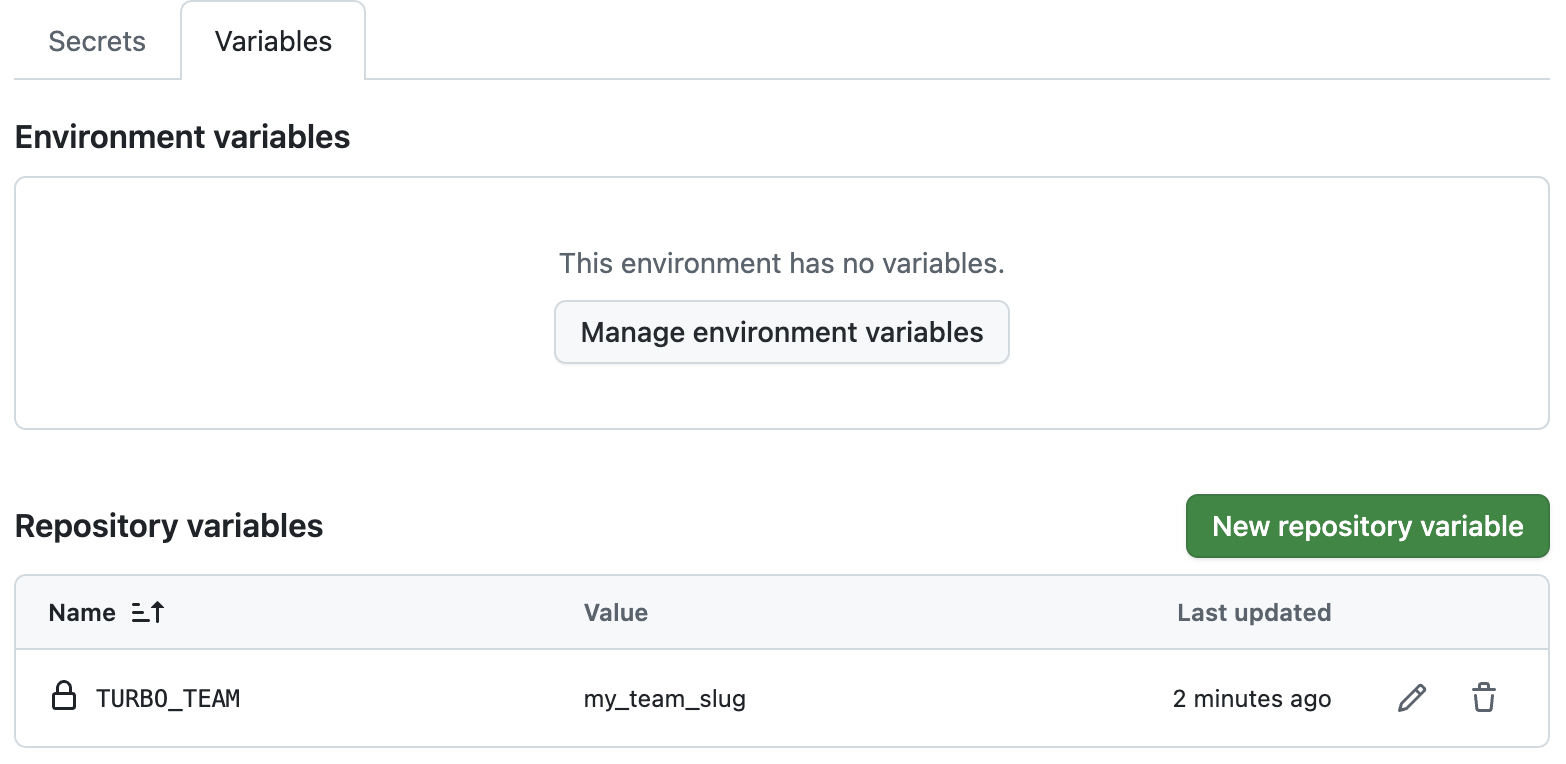 Secrets
Variables
Environment variables
This environment has no variables.
Manage environment variables
Repository variables
New repository variable
Name Value Last updated
TURBO_TEAM my_team_slug 2 minutes ago